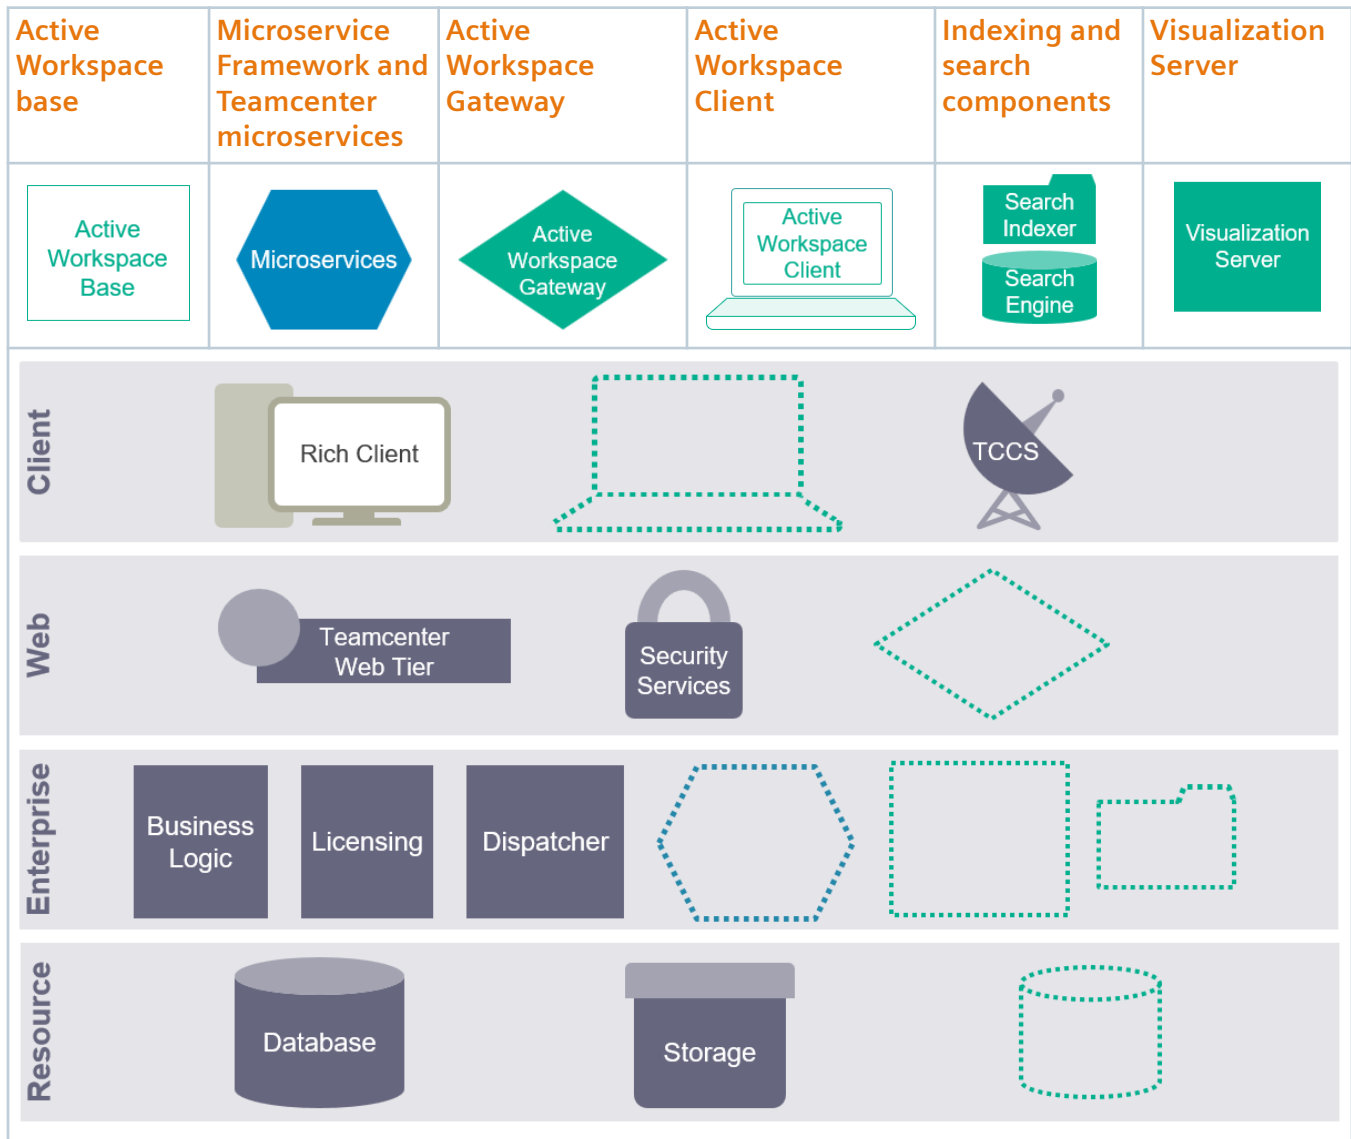 Active
Workspace
base
Microservice
Framework and
Teamcenter
microservices
Active
Workspace
Gateway
Active
Workspace
Client
Indexing and
search
components
Visualization
Server
Active
Workspace
Base
Microservices
Active
Workspace
Gateway
Active
Workspace
Client
Search
Indexer
Search
Engine
Visualization
Server
Client
Rich Client
TCCS
Web
Teamcenter
Web Tier
Security
Services
Enterprise
Business
Logic
Licensing
Dispatcher
Resource
Database
Storage